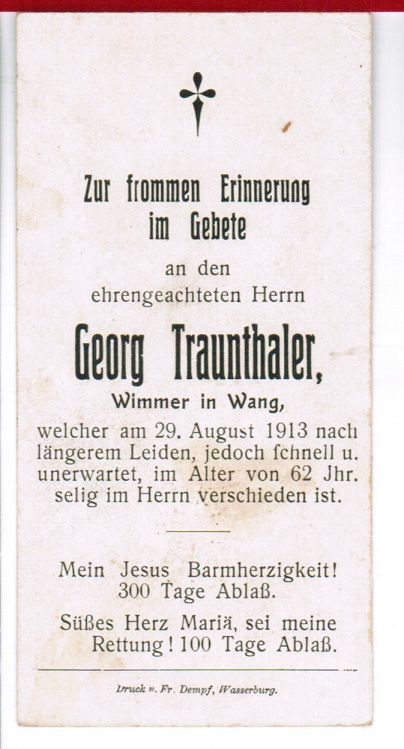 Zur frommen Erinnerung
im Gebete
an den
ehrengeachteten Herrn
Georg Traunthaler,
Wimmer in Wang,
welcher am 29. August 1913 nach
längerem Leiden, jedoch ſchnell u.
unerwartet, im Alter von 62 Jhr.
selig im Herrn verschieden ist.
Mein Jesus Barmherzigkeit!
300 Tage Ablaß.
Süßes Herz Mariä, sei meine
Rettung! 100 Tage Ablaß.
Druck v. Fr. Dempf, Wasserburg.